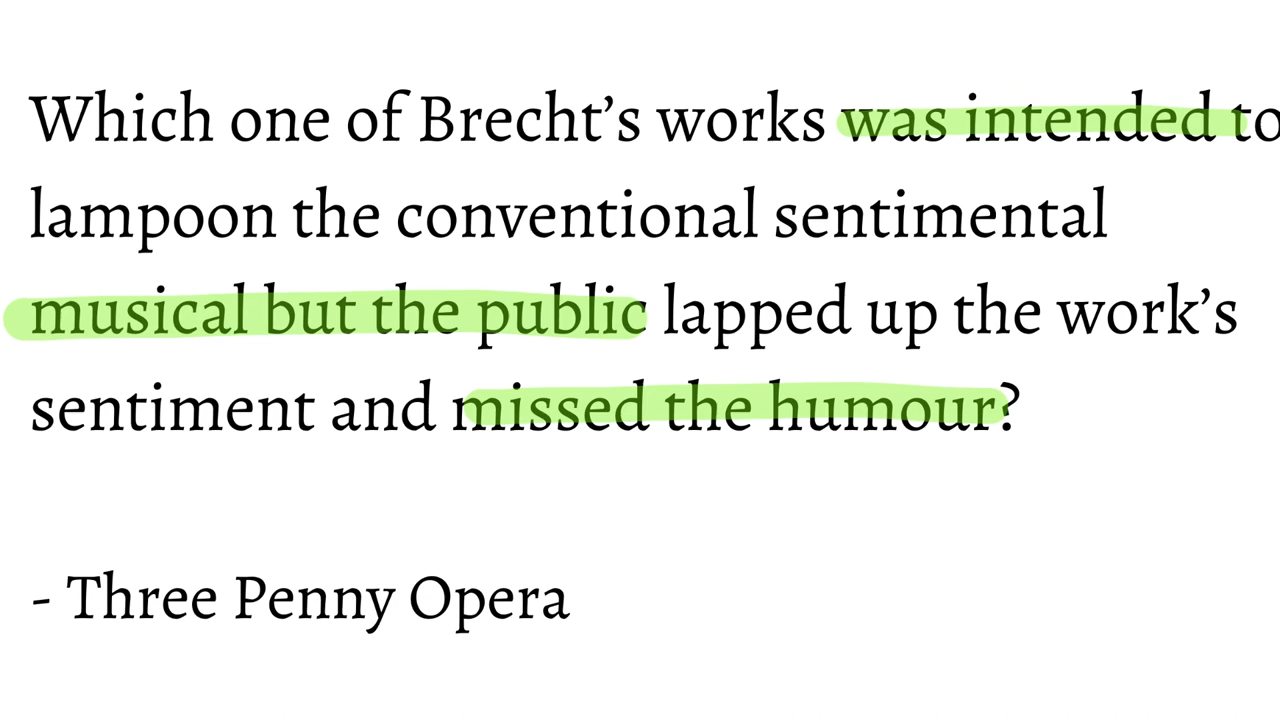 Which one of Brecht’s works was intended to
lampoon the conventional sentimental
musical but the public lapped up the work’s
sentiment and missed the humour?
- Three Penny Opera